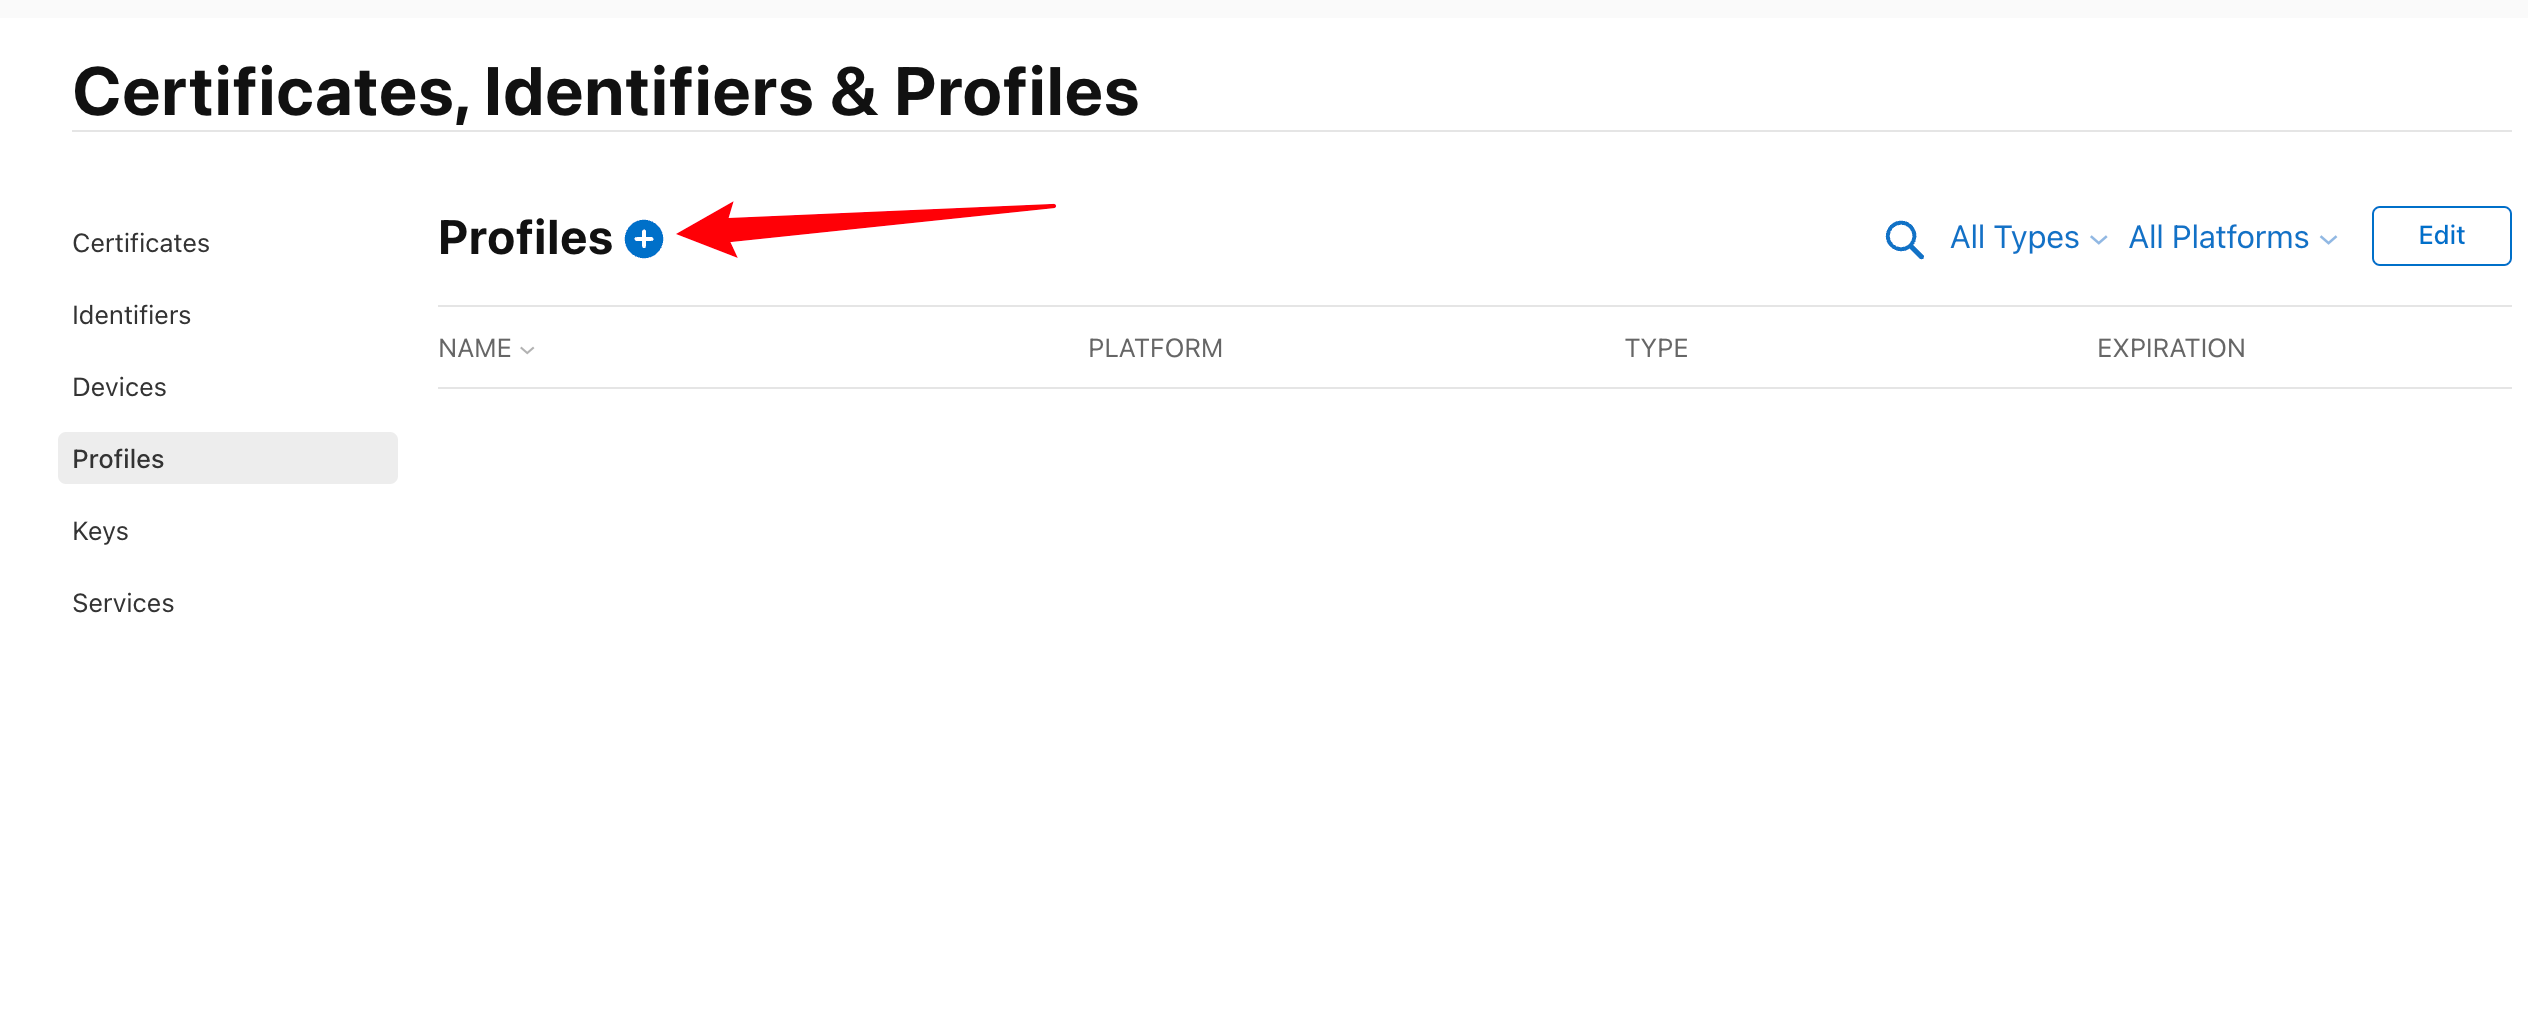 Certificates, Identifiers & Profiles
Certificates
Identifiers
Devices
Profiles
Keys
Services
Profiles
All Types
All Platforms
Edit
NAME
PLATFORM
TYPE
EXPIRATION